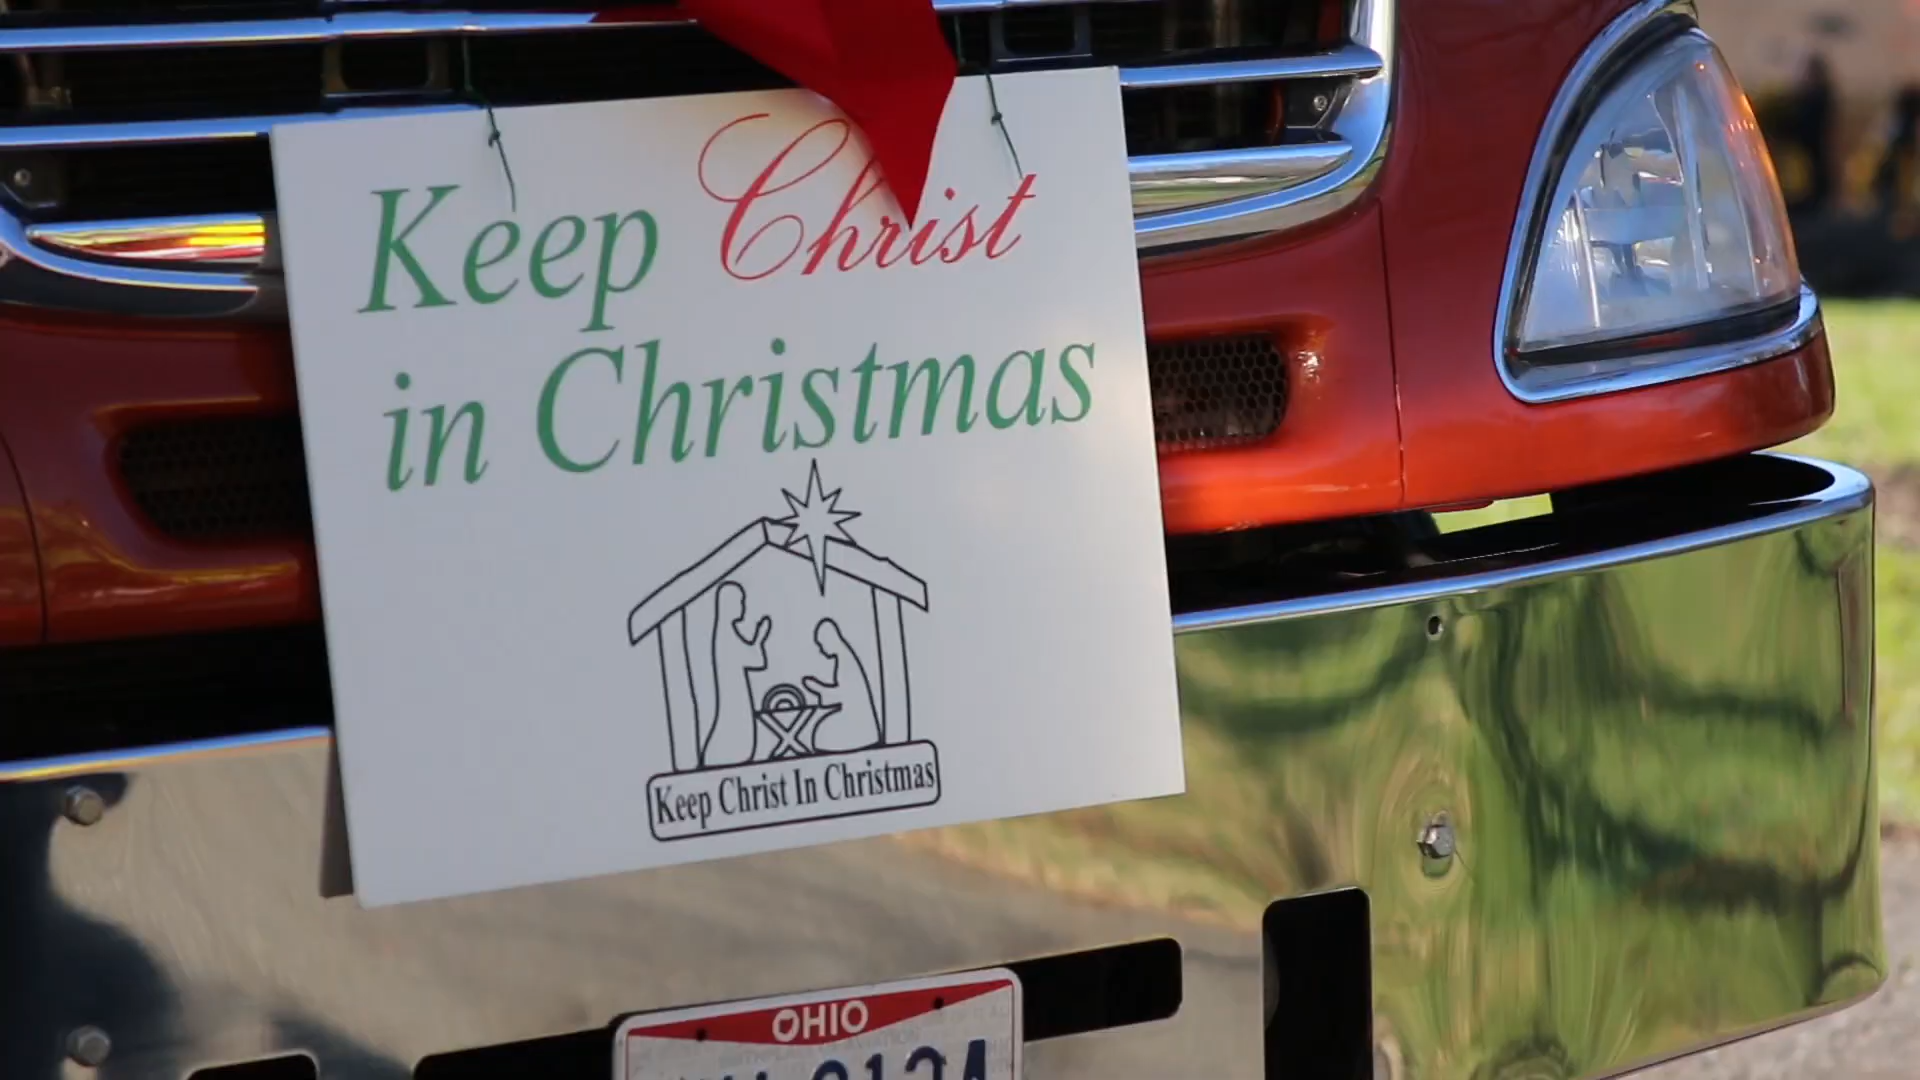 Keep Christ
in Christmas
Keep Christ In Christmas
OHIO